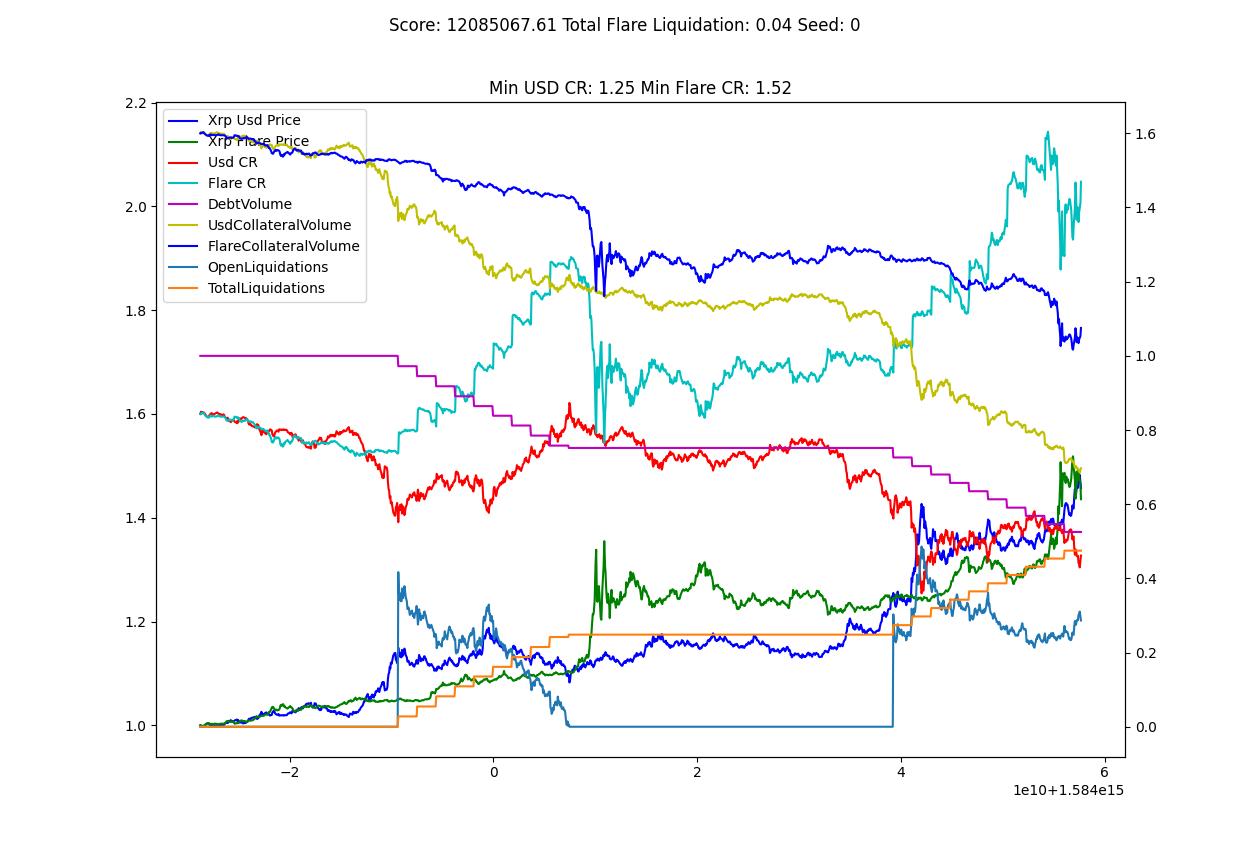 Score: 12085067.61 Total Flare Liquidation: 0.04 Seed: 0
Min USD CR: 1.25 Min Flare CR: 1.52
2.2
2.0
1.8
1.6
1.4
1.2
1.0
Xrp Usd Price
Xrp Flare Price
Usd CR
Flare CR
DebtVolume
UsdCollateralVolume
FlareCollateralVolume
OpenLiquidations
TotalLiquidations
1.6
1.4
1.2
1.0
0.8
0.6
0.4
0.2
0.0
−2 0 2 4 6
1e10+1.584e15